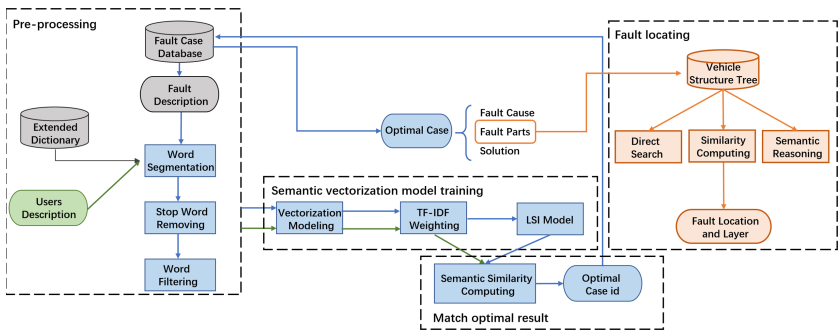 Pre-processing
Fault Case
Database
Fault
Description
Extended
Dictionary
Word
Segmentation
Users
Description
Stop Word
Removing
Word
Filtering
Optimal Case
Fault Cause
Fault Parts
Solution
Semantic vectorization model training
Vectorization
Modeling
TF-IDF
Weighting
LSI Model
Semantic Similarity
Computing
Optimal
Case id
Match optimal result
Fault locating
Vehicle
Structure Tree
Direct
Search
Similarity
Computing
Semantic
Reasoning
Fault Location
and Layer